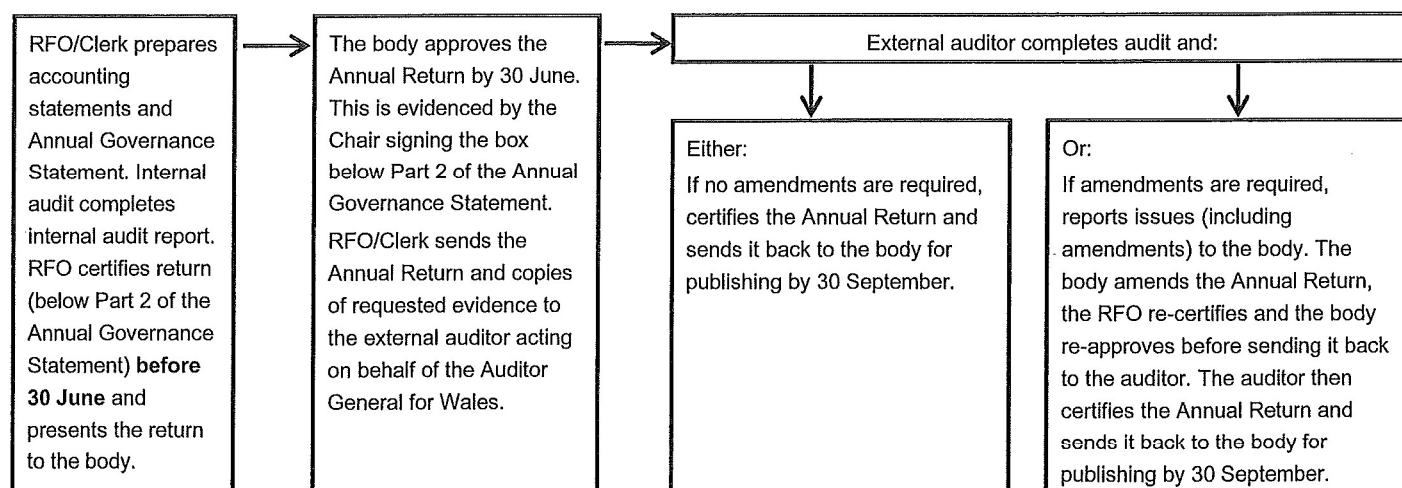 RFO/Clerk prepares
accounting
statements and
Annual Governance
Statement. Internal
audit completes
internal audit report.
RFO certifies return
(below Part 2 of the
Annual Governance
Statement) before
30 June and
presents the return
to the body.
The body approves the
Annual Return by 30 June.
This is evidenced by the
Chair signing the box
below Part 2 of the Annual
Governance Statement.
RFO/Clerk sends the
Annual Return and copies
of requested evidence to
the external auditor acting
on behalf of the Auditor
General for Wales.
External auditor completes audit and:
Either:
If no amendments are required,
certifies the Annual Return and
sends it back to the body for
publishing by 30 September.
Or:
If amendments are required,
reports issues (including
amendments) to the body. The
body amends the Annual Return,
the RFO re-certifies and the body
re-approves before sending it back
to the auditor. The auditor then
certifies the Annual Return and
sends it back to the body for
publishing by 30 September.